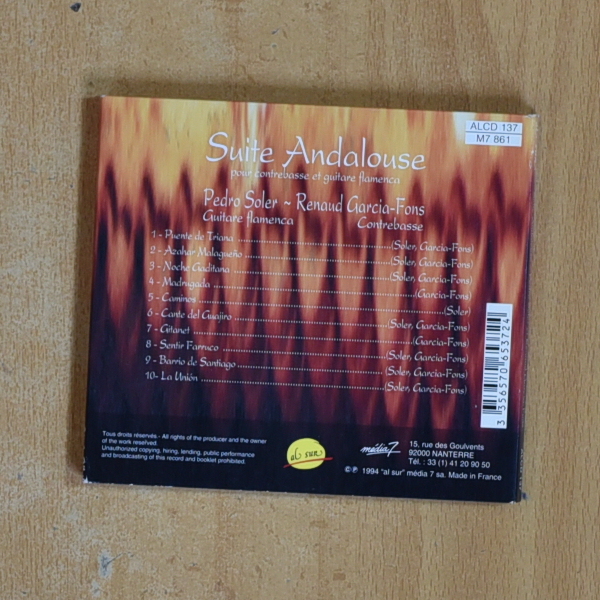 ALCD 137
M7 861
Suite Andalouse
pour contrebasse et guitare flamenca
Pedro Soler ~ Renaud Garcia-Fons
Guitare flamenca Contrebasse
1 - Puente de Triana (Soler, Garcia-Fons)
2 - Azahar Malagueño (Soler, Garcia-Fons)
3 - Noche Gaditana (Soler, Garcia-Fons)
4 - Madrugada (Garcia-Fons)
5 - Caminos (Soler)
6 - Cante del Guajiro (Soler, Garcia-Fons)
7 - Gitanet (Garcia-Fons)
8 - Sentir Farruco (Soler, Garcia-Fons)
9 - Barrio de Santiago (Soler, Garcia-Fons)
10- La Unión (Soler, Garcia-Fons)
3 356570 653724
Tous droits réservés - All rights of the producer and the owner
of the work reselved.
Unauthorized copying, hiring, lending, public performance
and broadcasting of this record and booklet prohibited.
al sur
média 7
15, rue des Goulvents
92000 NANTERRE
Tél. : 33 (1) 41 20 90 50
© ℗ 1994 "al sur" média 7 sa. Made in France